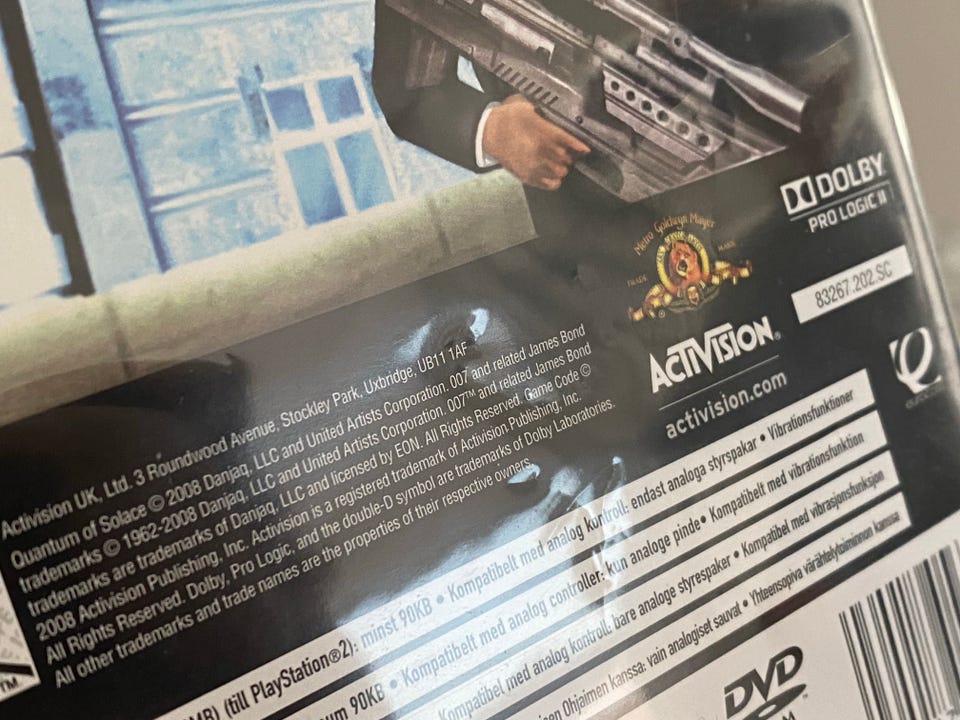 DOLBY
PRO LOGIC II
Metro Goldwyn Mayer
TRADE MARK
83267.202.SC
ACTIVISION®
activision.com
Activision UK, Ltd. 3 Roundwood Avenue, Stockley Park, Uxbridge, UB11 1AF
Quantum of Solace © 2008 Danjaq, LLC and United Artists Corporation. 007 and related James Bond
trademarks © 1962-2008 Danjaq, LLC and United Artists Corporation. 007™ and related James Bond
trademarks are trademarks of Danjaq, LLC and licensed by EON. All Rights Reserved. Game Code ©
2008 Activision Publishing, Inc. Activision is a registered trademark of Activision Publishing, Inc.
All Rights Reserved. Dolby, Pro Logic, and the double-D symbol are trademarks of Dolby Laboratories.
All other trademarks and trade names are the properties of their respective owners.
TM
MB) (till PlayStation®2): minst 90KB • Kompatibelt med analog kontroll: endast analoga styrspakar • Vibrationsfunktioner
90KB • Kompatibelt med analog controller: kun analoge pinde • Kompatibelt med vibrationsfunktion
Kompatibel med analog kontroll: bare analoge styrespaker • Kompatibel med vibrasjonsfunksjon
Ohjaimen kanssa: vain analogiset sauvat • Yhteensopiva värähtelytoiminnon kanssa
DVD